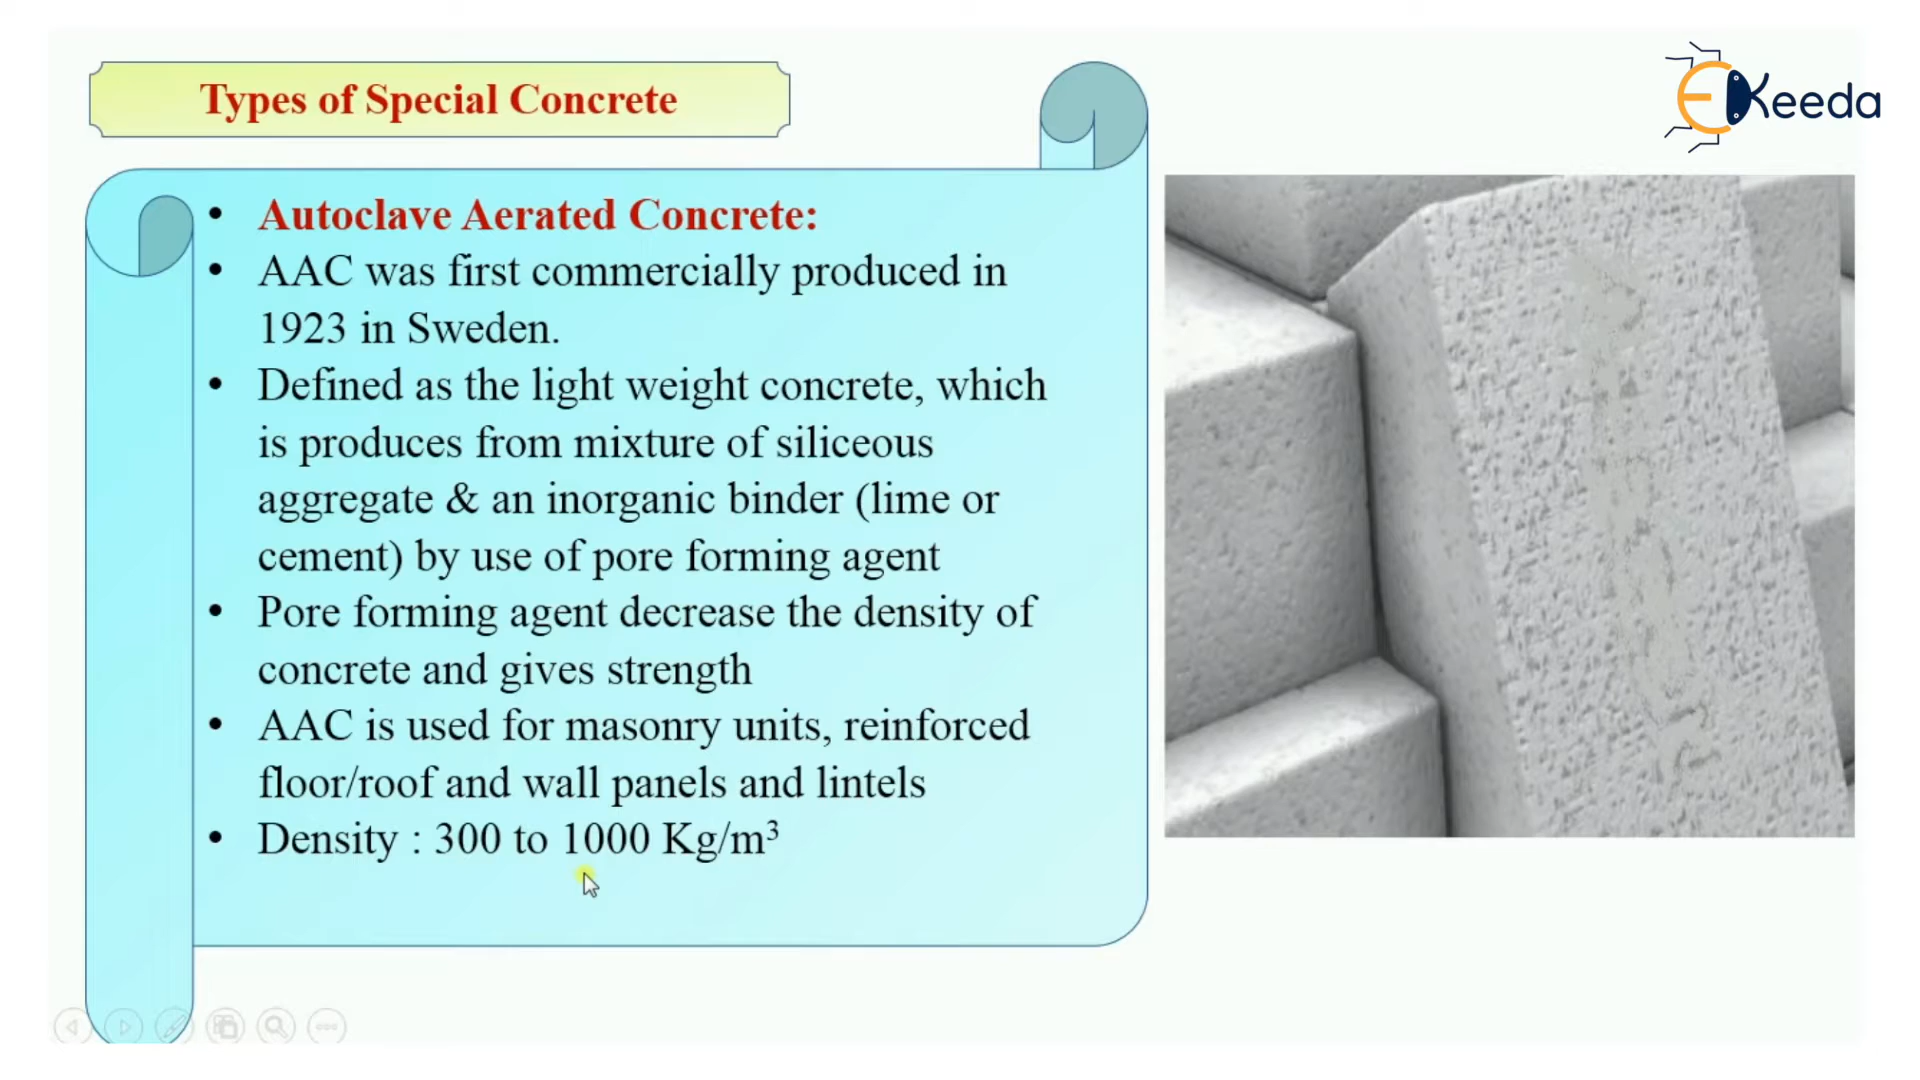 Types of Special Concrete
EKeeda
• Autoclave Aerated Concrete:
• AAC was first commercially produced in
1923 in Sweden.
• Defined as the light weight concrete, which
is produces from mixture of siliceous
aggregate & an inorganic binder (lime or
cement) by use of pore forming agent
• Pore forming agent decrease the density of
concrete and gives strength
• AAC is used for masonry units, reinforced
floor/roof and wall panels and lintels
• Density : 300 to 1000 Kg/m³